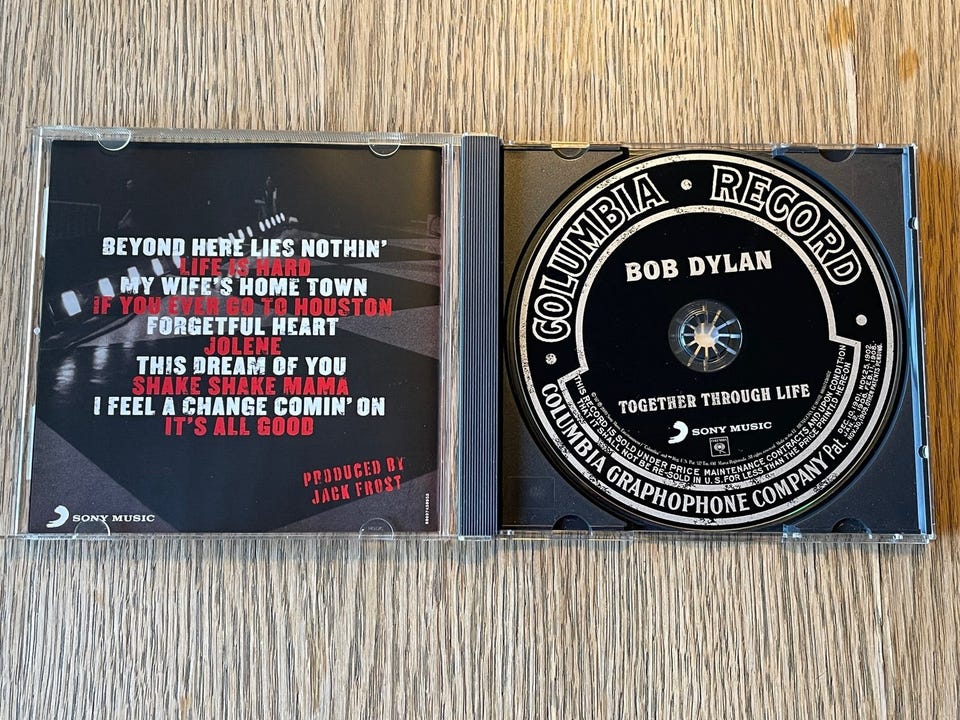 BEYOND HERE LIES NOTHIN'
LIFE IS HARD
MY WIFE'S HOME TOWN
IF YOU EVER GO TO HOUSTON
FORGETFUL HEART
JOLENE
THIS DREAM OF YOU
SHAKE SHAKE MAMA
I FEEL A CHANGE COMIN' ON
IT'S ALL GOOD
PRODUCED BY
JACK FROST
SONY MUSIC
COLUMBIA • RECORD
BOB DYLAN
TOGETHER THROUGH LIFE
SONY MUSIC
THIS RECORD IS SOLD UNDER PRICE MAINTENANCE CONTRACTS AND UPON CONDITION
THAT IT SHALL NOT BE RE-SOLD IN U.S. FOR LESS THAN THE PRICE PRINTED HERE-ON
COLUMBIA GRAPHOPHONE COMPANY Pat.